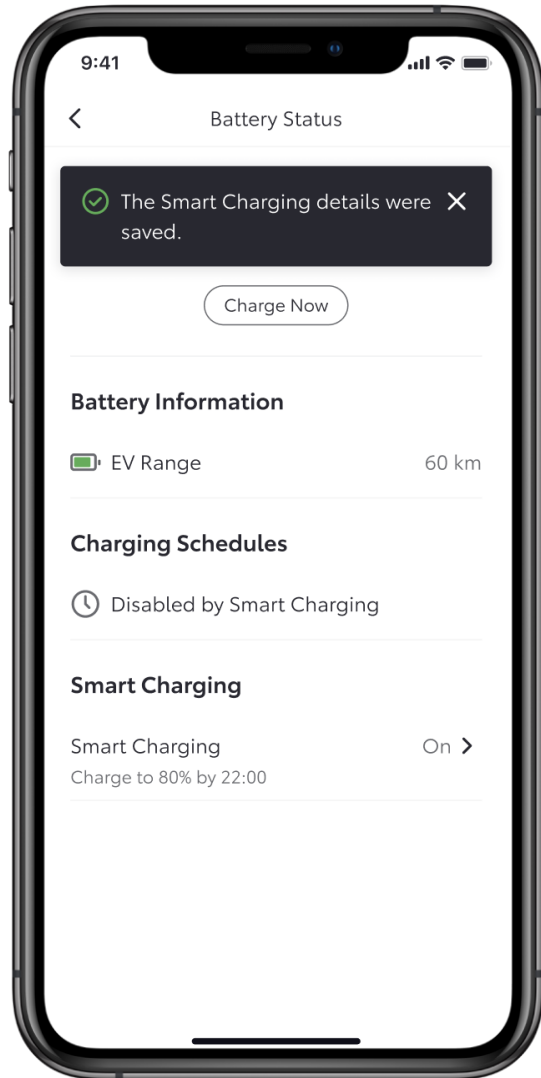 9:41
Battery Status
The Smart Charging details were
saved.
Charge Now
Battery Information
EV Range 60 km
Charging Schedules
Disabled by Smart Charging
Smart Charging
Smart Charging On
Charge to 80% by 22:00